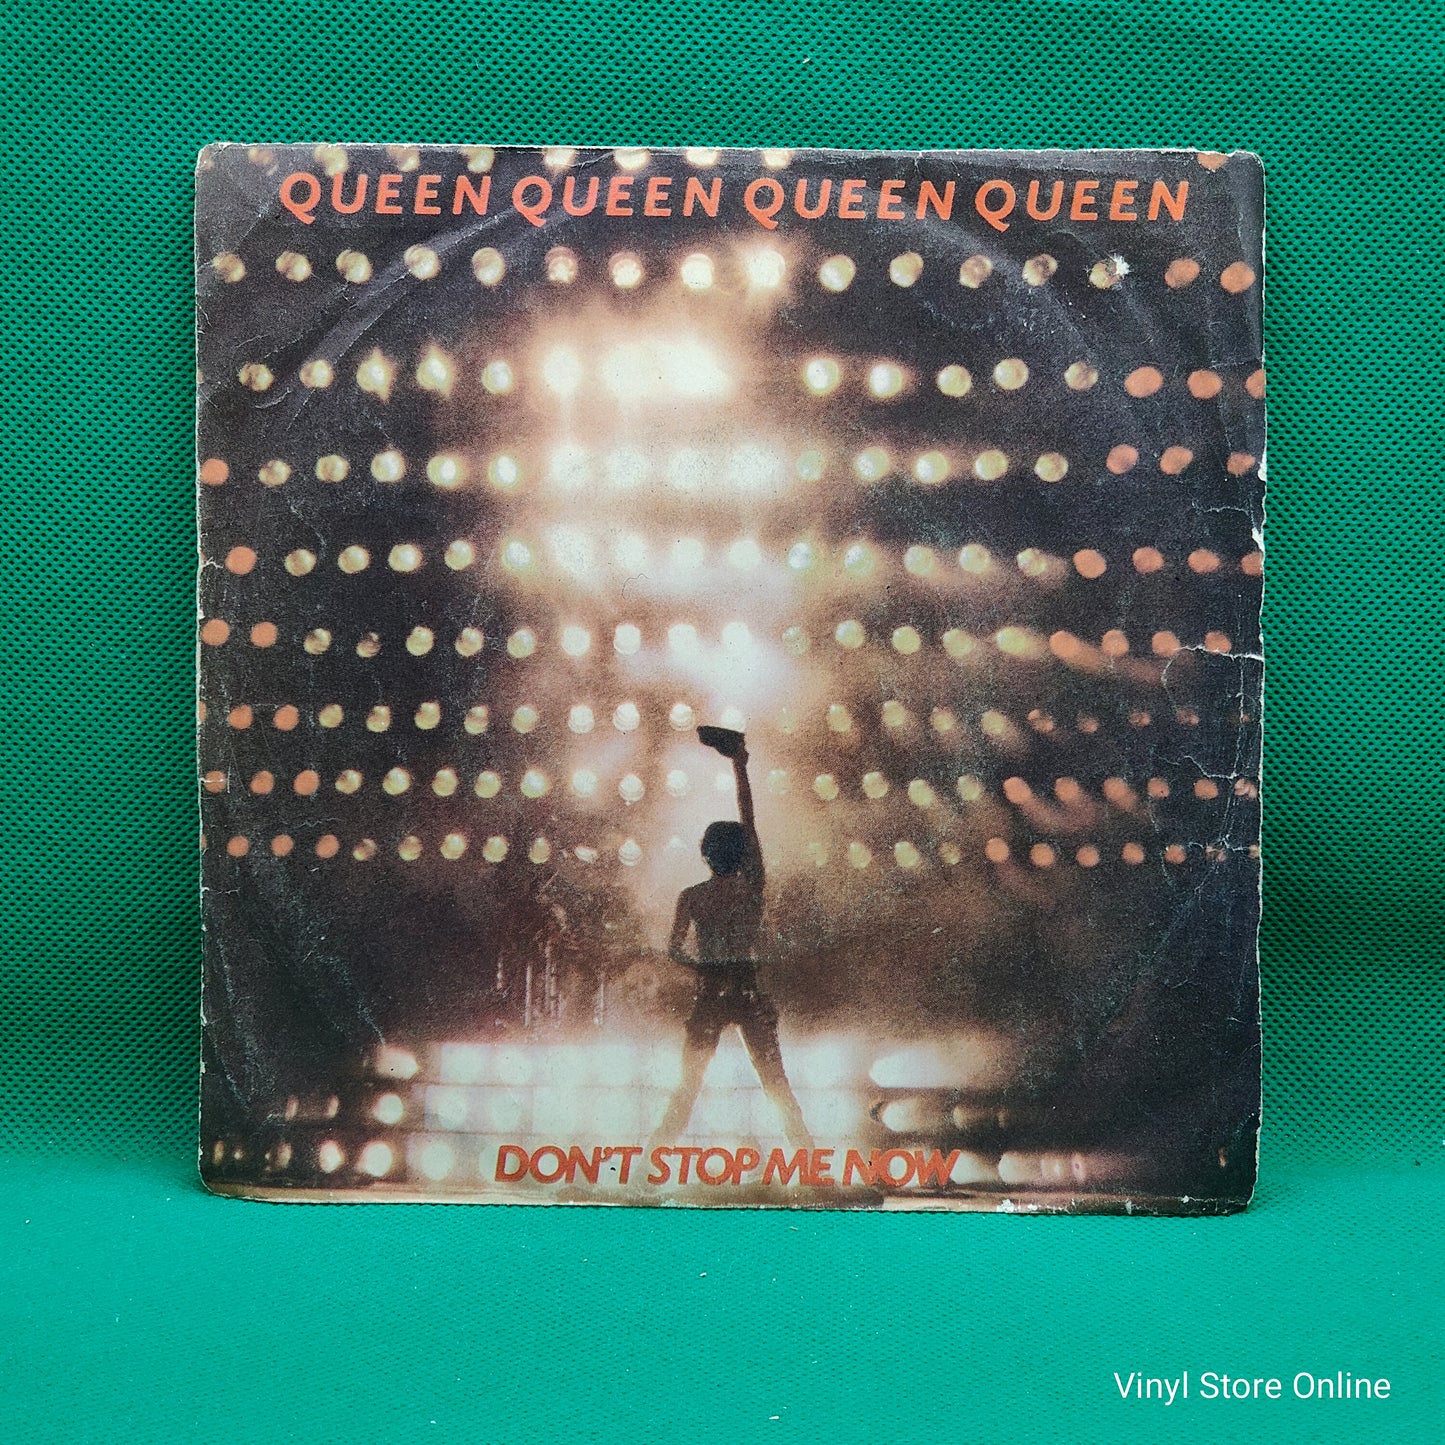 QUEEN QUEEN QUEEN QUEEN
DON'T STOP ME NOW
Vinyl Store Online